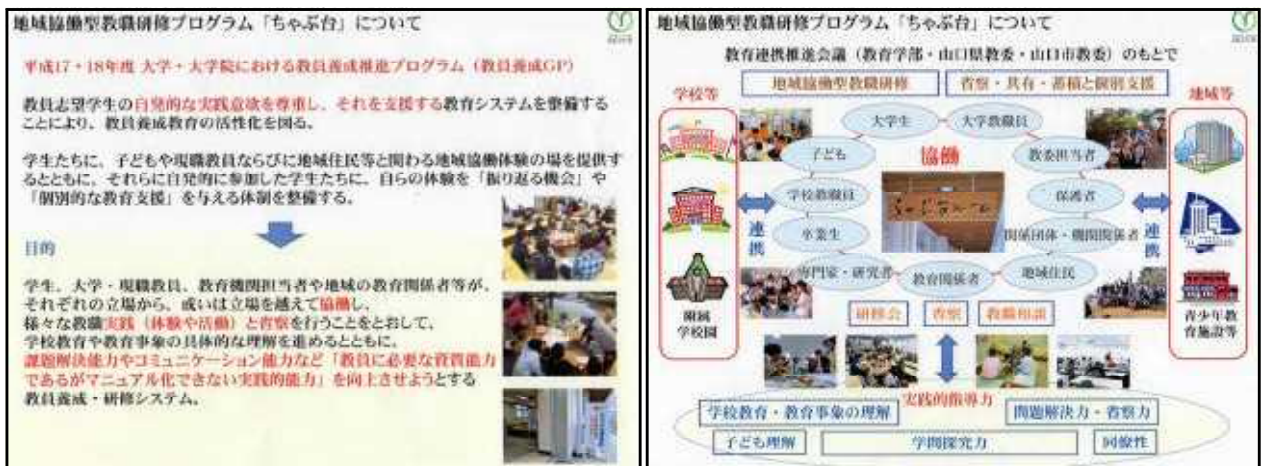 地域協働型教職研修プログラム「ちゃぶ台」について
平成17・18年度 大学・大学院における教員養成推進プログラム（教員養成GP）
教員志望学生の自発的な実践意欲を尊重し、それを支援する教育システムを整備する
ことにより、教員養成教育の活性化を図る。
学生たちに、子どもや現職教員ならびに地域住民等と関わる地域協働体験の場を提供す
るとともに、それらに自発的に参加した学生たちに、自らの体験を「振り返る機会」や
「個別的な教育支援」を与える体制を整備する。
目的
学生、大学・現職教員、教育機関担当者や地域の教育関係者等が、
それぞれの立場から、或いは立場を越えて協働し、
様々な教職実践（体験や活動）と省察を行うことをとおして、
学校教育や教育事象の具体的な理解を進めるとともに、
課題解決能力やコミュニケーション能力など「教員に必要な資質能力
であるがマニュアル化できない実践的能力」を向上させようとする
教員養成・研修システム。
地域協働型教職研修プログラム「ちゃぶ台」について
教育連携推進会議（教育学部・山口県教委・山口市教委）のもとで
地域協働型教職研修
省察・共有・蓄積と個別支援
学校等
地域等
大学生
大学教職員
子ども
協働
教委担当者
学校教職員
保護者
連携
卒業生
関係団体・機関関係者
連携
専門家・研究者
教育関係者
地域住民
附属
学校園
研修会
省察
教職相談
青少年教
育施設等
実践的指導力
学校教育・教育事象の理解
問題解決力・省察力
子ども理解
学問探究力
同僚性